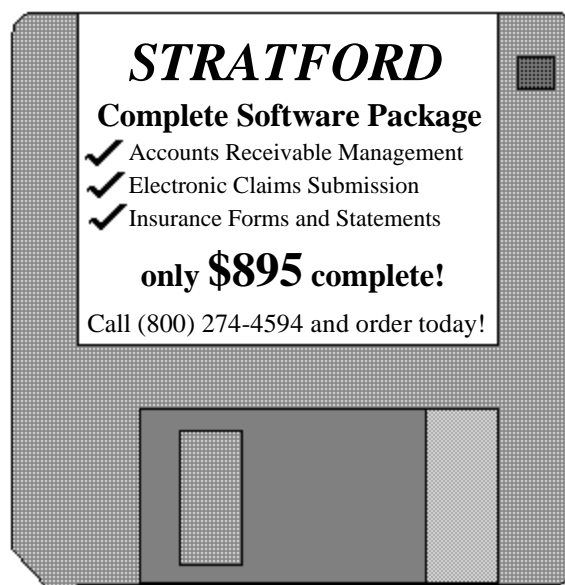 STRATFORD
Complete Software Package
Accounts Receivable Management
Electronic Claims Submission
Insurance Forms and Statements
only $895 complete!
Call (800) 274-4594 and order today!